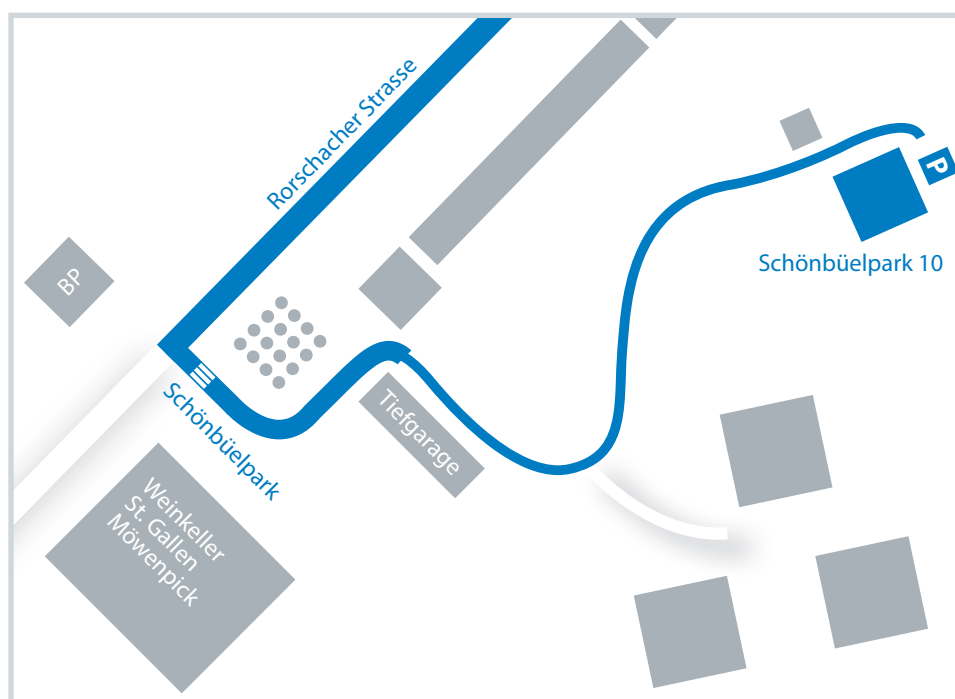 Rorschacher Strasse
P
Schönbüelpark 10
BP
Schönbüelpark
Tiefgarage
Weinkeller
St. Gallen
Möwenpick